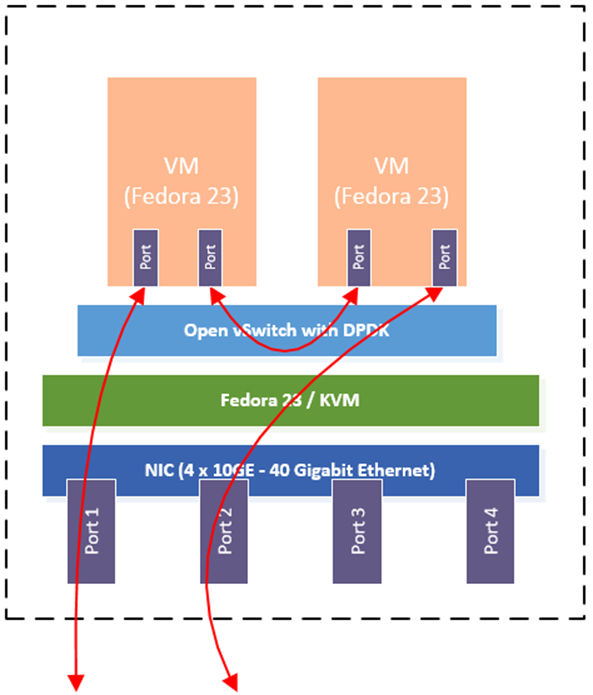 VM
(Fedora 23)
VM
(Fedora 23)
Port
Port
Port
Port
Open vSwitch with DPDK
Fedora 23 / KVM
NIC (4 x 10GE - 40 Gigabit Ethernet)
Port 1
Port 2
Port 3
Port 4